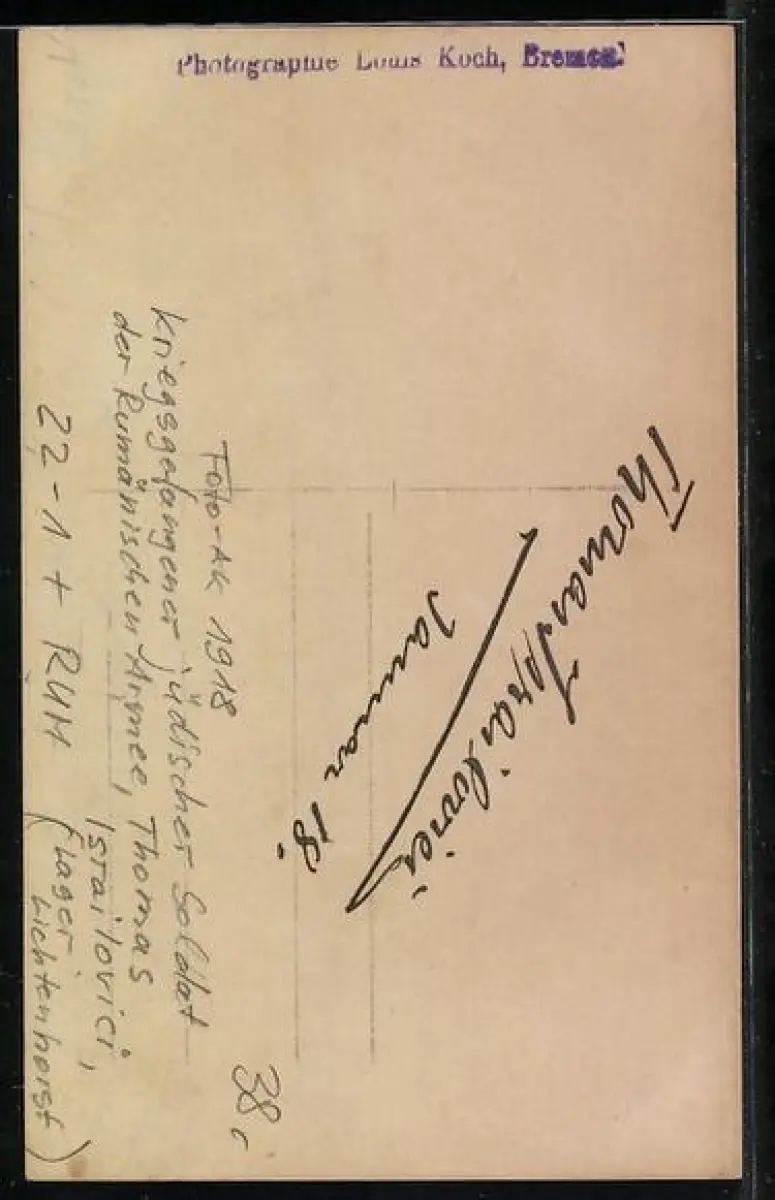 Photographie Louis Koch, Bremen.
Thomas Israilovici
Januar 18.
Foto-AK 1918
Kriegsgefangener jüdischer Soldat
der Rumänischen Armee, Thomas
Israilovici,
22-1 + RUM (Lager
Lichtenhorst)
38,